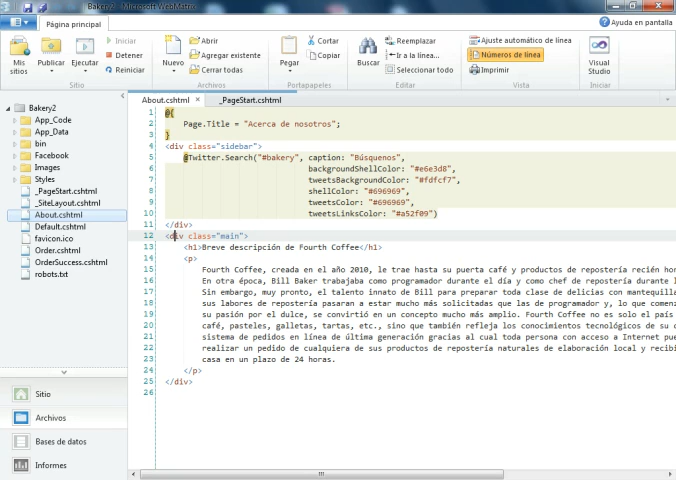 Bakery2 - Microsoft WebMatrix
Página principal
Ayuda en pantalla
Mis sitios
Publicar
Ejecutar
Iniciar
Detener
Reiniciar
Sitio
Nuevo
Abrir
Agregar existente
Cerrar todas
Archivos
Pegar
Cortar
Copiar
Portapapeles
Buscar
Reemplazar
Ir a la línea...
Seleccionar todo
Editar
Ajuste automático de línea
Números de línea
Imprimir
Vista
Visual Studio
Iniciar
Bakery2
App_Code
App_Data
bin
Facebook
Images
Styles
_PageStart.cshtml
_SiteLayout.cshtml
About.cshtml
Default.cshtml
favicon.ico
Order.cshtml
OrderSuccess.cshtml
robots.txt
Sitio
Archivos
Bases de datos
Informes
About.cshtml × _PageStart.cshtml
1 @{
2 Page.Title = "Acerca de nosotros";
3 }
4 <div class="sidebar">
5 @Twitter.Search("#bakery", caption: "Búsquenos",
6 backgroundShellColor: "#e6e3d8",
7 tweetsBackgroundColor: "#fdfcf7",
8 shellColor: "#696969",
9 tweetsColor: "#696969",
10 tweetsLinksColor: "#a52f09")
11 </div>
12 <div class="main">
13 <h1>Breve descripción de Fourth Coffee</h1>
14 <p>
15 Fourth Coffee, creada en el año 2010, le trae hasta su puerta café y productos de repostería recién hor
16 En otra época, Bill Baker trabajaba como programador durante el día y como chef de repostería durante l
17 Sin embargo, muy pronto, el talento innato de Bill para preparar toda clase de delicias con mantequilla
18 sus labores de repostería pasaran a estar mucho más solicitadas que las de programador y, lo que comenz
19 su pasión por el dulce, se convirtió en un concepto mucho más amplio. Fourth Coffee no es solo el país
20 café, pasteles, galletas, tartas, etc., sino que también refleja los conocimientos tecnológicos de su c
21 sistema de pedidos en línea de última generación gracias al cual toda persona con acceso a Internet pue
22 realizar un pedido de cualquiera de sus productos de repostería naturales de elaboración local y recibi
23 casa en un plazo de 24 horas.
24 </p>
25 </div>
26